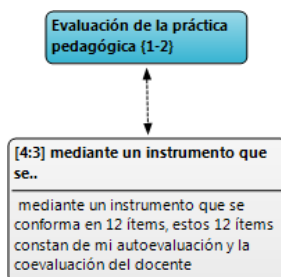 Evaluación de la práctica
pedagógica {1-2}
[4:3] mediante un instrumento que
se..
mediante un instrumento que se
conforma en 12 ítems, estos 12 ítems
constan de mi autoevaluación y la
coevaluación del docente